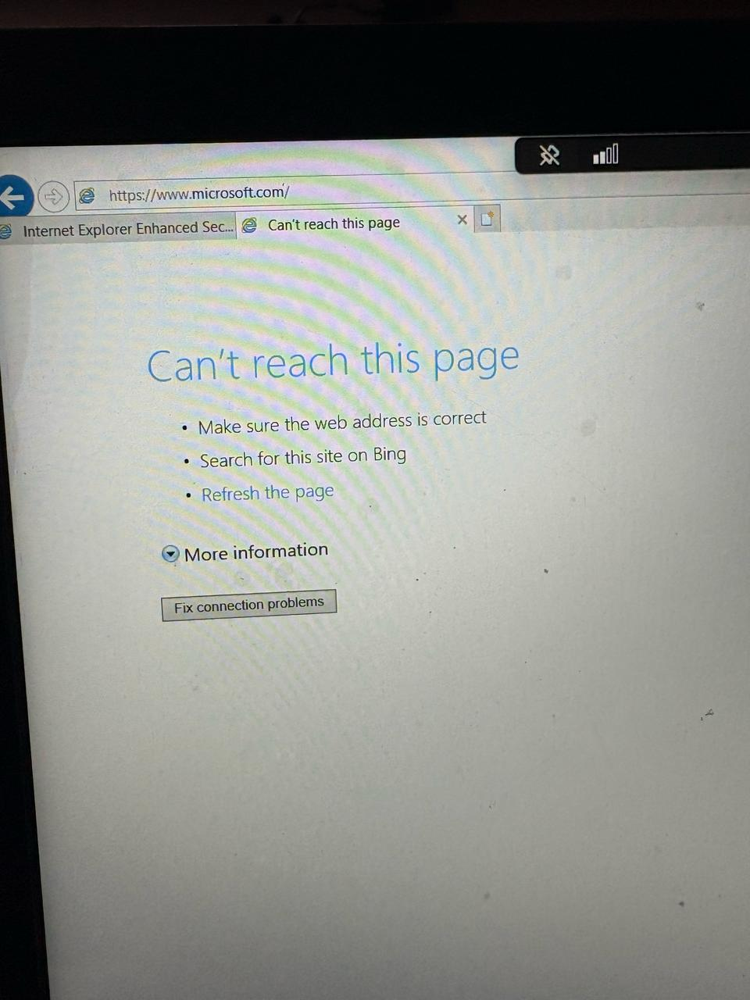 https://www.microsoft.com/
Internet Explorer Enhanced Sec...
Can't reach this page
Can't reach this page
• Make sure the web address is correct
• Search for this site on Bing
• Refresh the page
More information
Fix connection problems